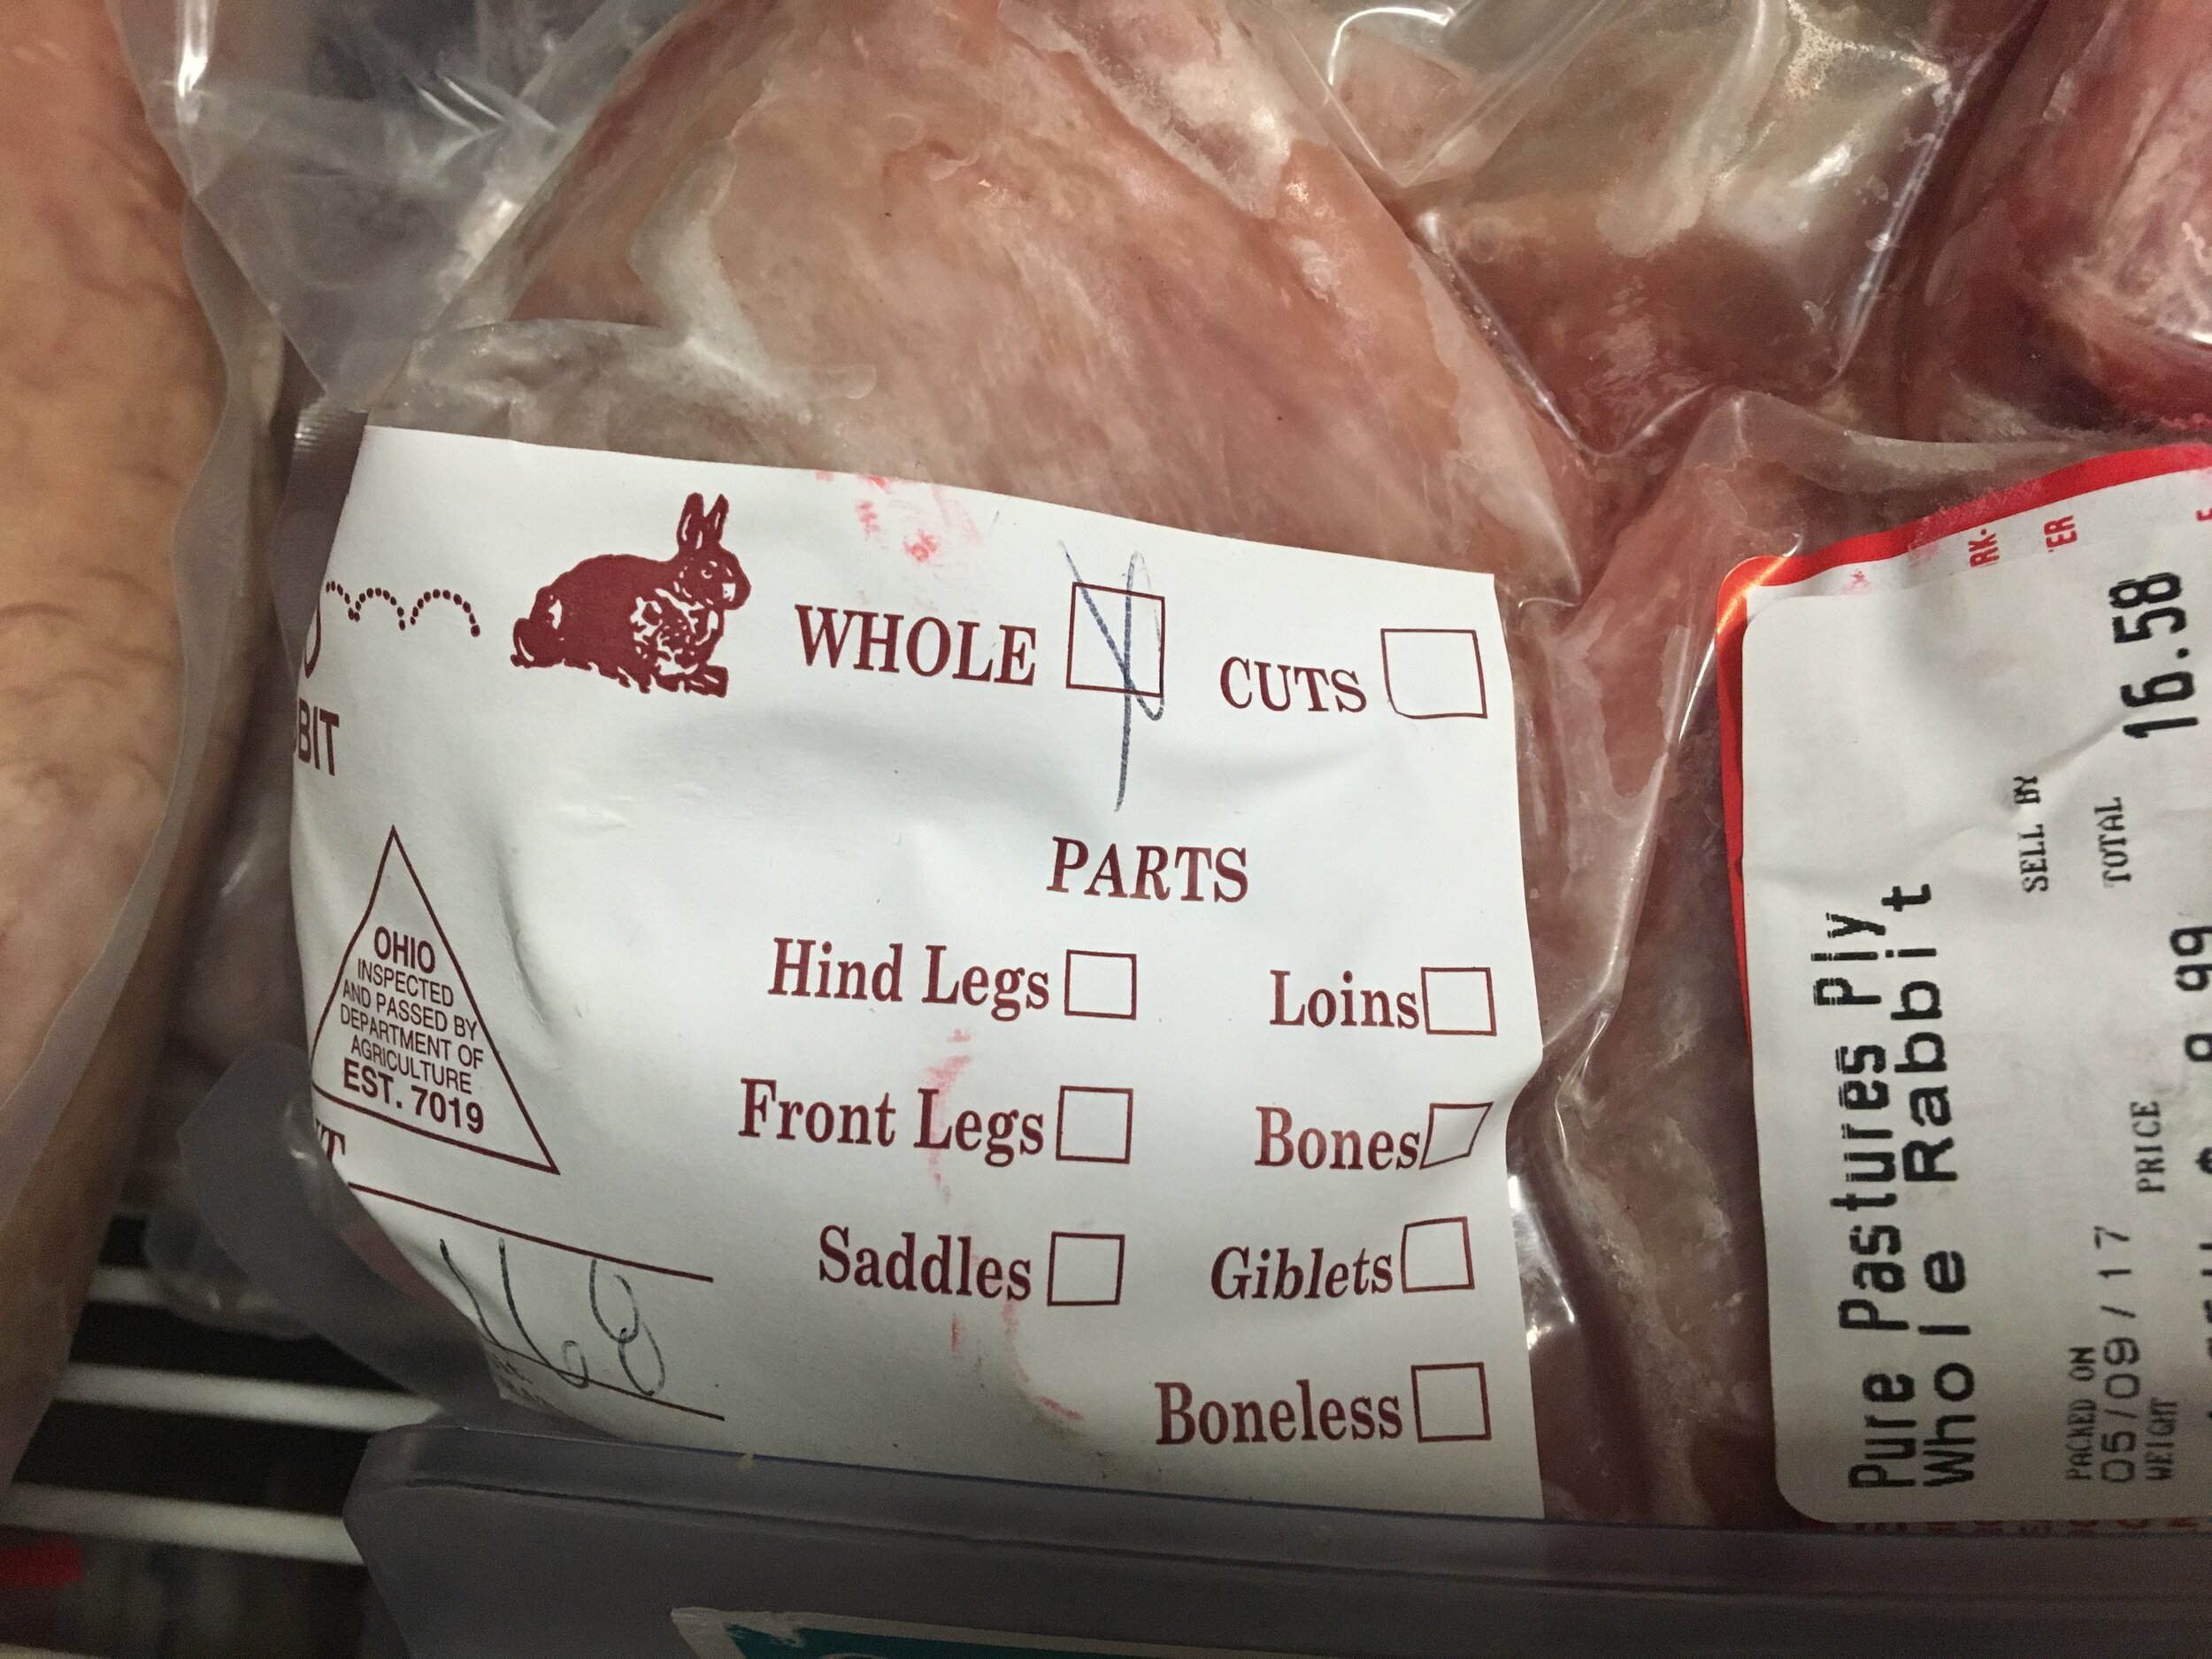 WHOLE
CUTS
BIT
PARTS
OHIO
INSPECTED
AND PASSED BY
DEPARTMENT OF
AGRICULTURE
EST. 7019
Hind Legs
Loins
Front Legs
Bones
Saddles
Giblets
Boneless
Pure Pastures Ply
Whole Rabbit
SELL BY
PACKED ON
05/09/17
TOTAL
16.58
WEIGHT
PRICE